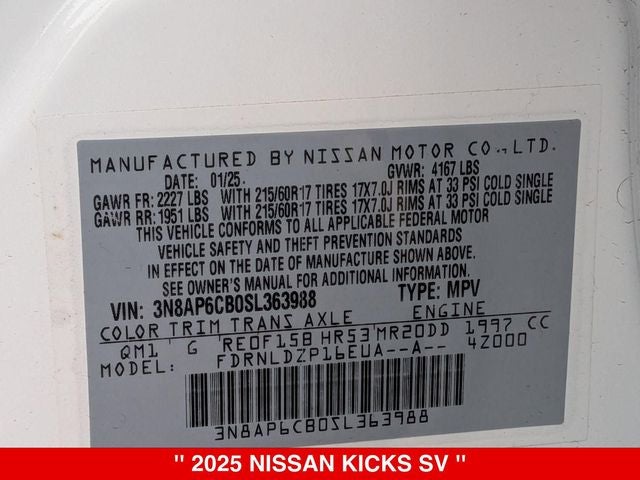 MANUFACTURED BY NISSAN MOTOR CO., LTD.
DATE: 01/25. GVWR: 4167 LBS
GAWR FR: 2227 LBS WITH 215/60R17 TIRES 17X7.0J RIMS AT 33 PSI COLD SINGLE
GAWR RR: 1951 LBS WITH 215/60R17 TIRES 17X7.0J RIMS AT 33 PSI COLD SINGLE
THIS VEHICLE CONFORMS TO ALL APPLICABLE FEDERAL MOTOR
VEHICLE SAFETY AND THEFT PREVENTION STANDARDS
IN EFFECT ON THE DATE OF MANUFACTURE SHOWN ABOVE.
SEE OWNER'S MANUAL FOR ADDITIONAL INFORMATION.
VIN: 3N8AP6CB0SL363988 TYPE: MPV
COLOR TRIM TRANS AXLE ENGINE
QM1 G RE0F15B HR53 MR20DD 1997 CC
FDRNLDZP16EUA--A-- 4Z000
3N8AP6CB0SL363988
" 2025 NISSAN KICKS SV "